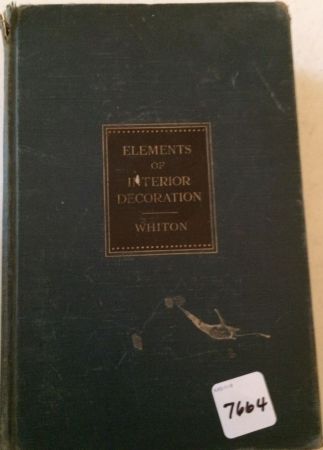 ELEMENTS
OF
INTERIOR
DECORATION
WHITON
7664